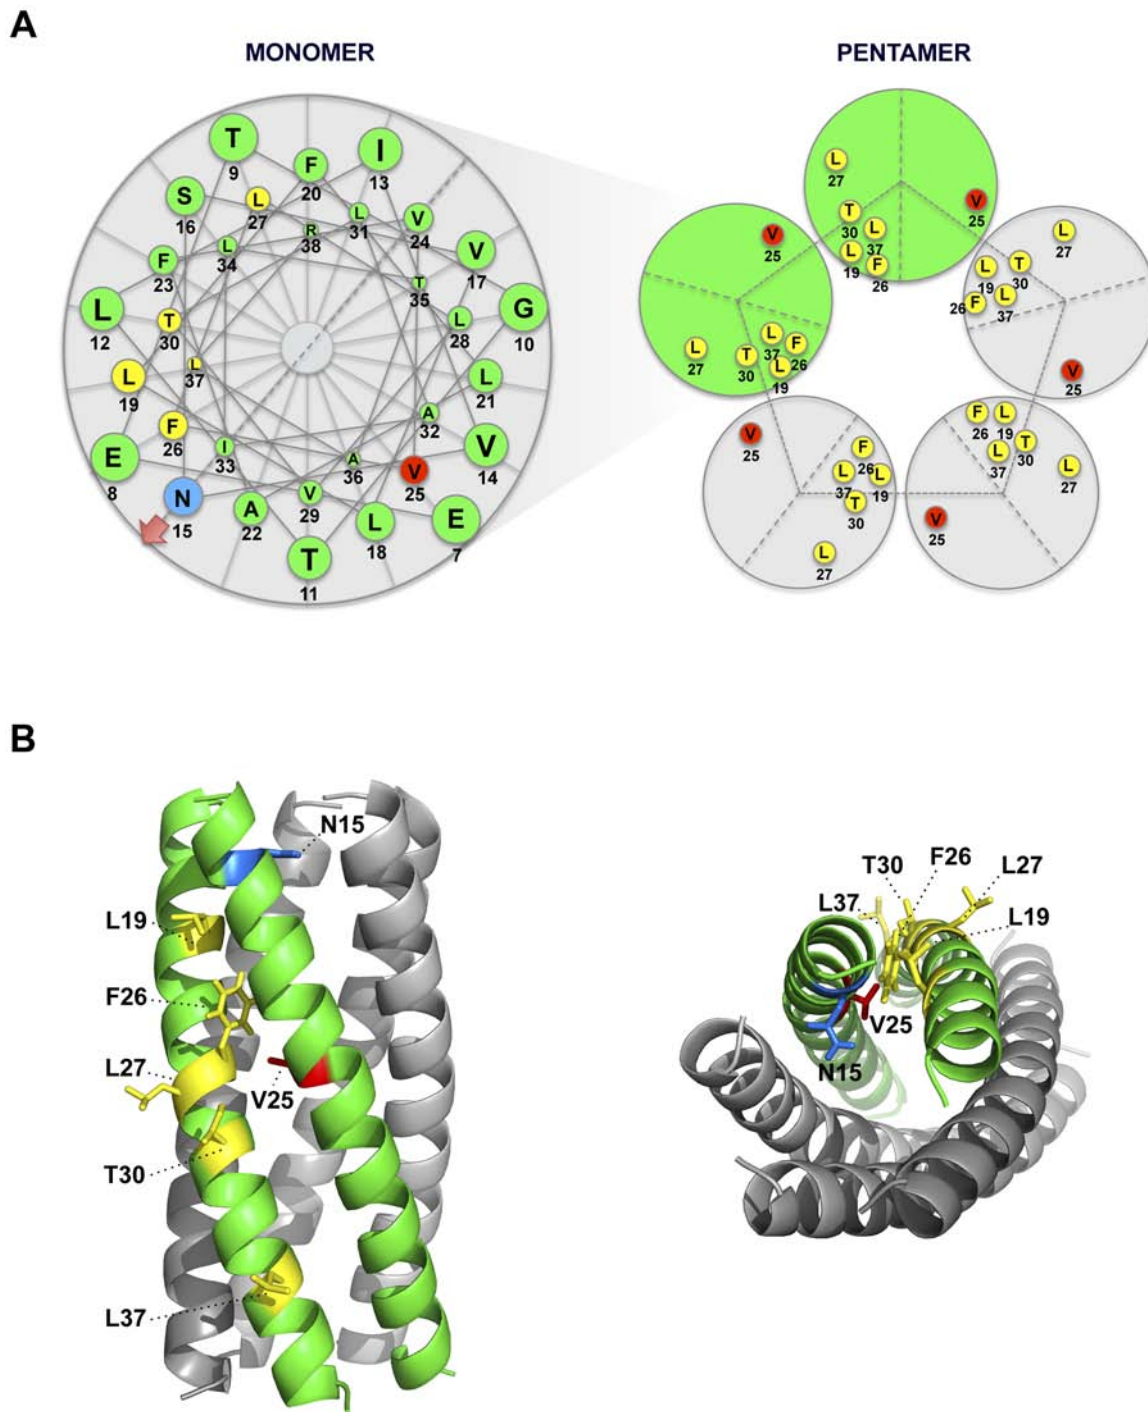 A
MONOMER
PENTAMER
T
9
F
20
I
13
S
16
L
27
R
38
L
31
V
24
V
17
F
23
L
34
T
35
L
28
G
10
L
12
T
30
L
37
L
19
L
21
F
26
A
32
E
8
I
33
A
36
V
25
V
14
N
15
A
22
V
29
L
18
E
7
T
11
L
27
V
25
T
30
L
37
L
19
F
26
V
25
L
27
T
30
L
37
F
26
L
19
L
27
L
19
T
30
F
26
L
37
V
25
V
25
F
26
L
37
L
19
T
30
L
27
F
26
L
19
L
37
T
30
L
27
V
25
B
N15
L19
F26
L27
V25
T30
L37
T30
F26
L27
L37
L19
V25
N15